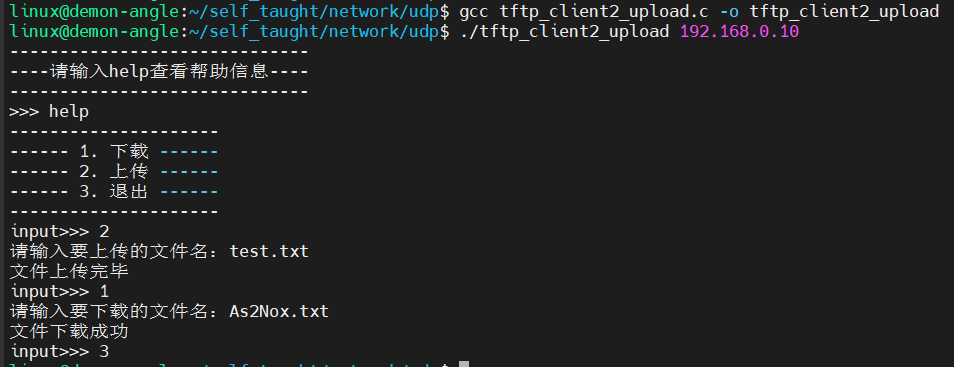 linux@demon-angle:~/self_taught/network/udp$ gcc tftp_client2_upload.c -o tftp_client2_upload
linux@demon-angle:~/self_taught/network/udp$ ./tftp_client2_upload 192.168.0.10
------------------------------
----请输入help查看帮助信息----
------------------------------
>>> help
---------------------
------ 1. 下载 ------
------ 2. 上传 ------
------ 3. 退出 ------
---------------------
input>>> 2
请输入要上传的文件名：test.txt
文件上传完毕
input>>> 1
请输入要下载的文件名：As2Nox.txt
文件下载成功
input>>> 3